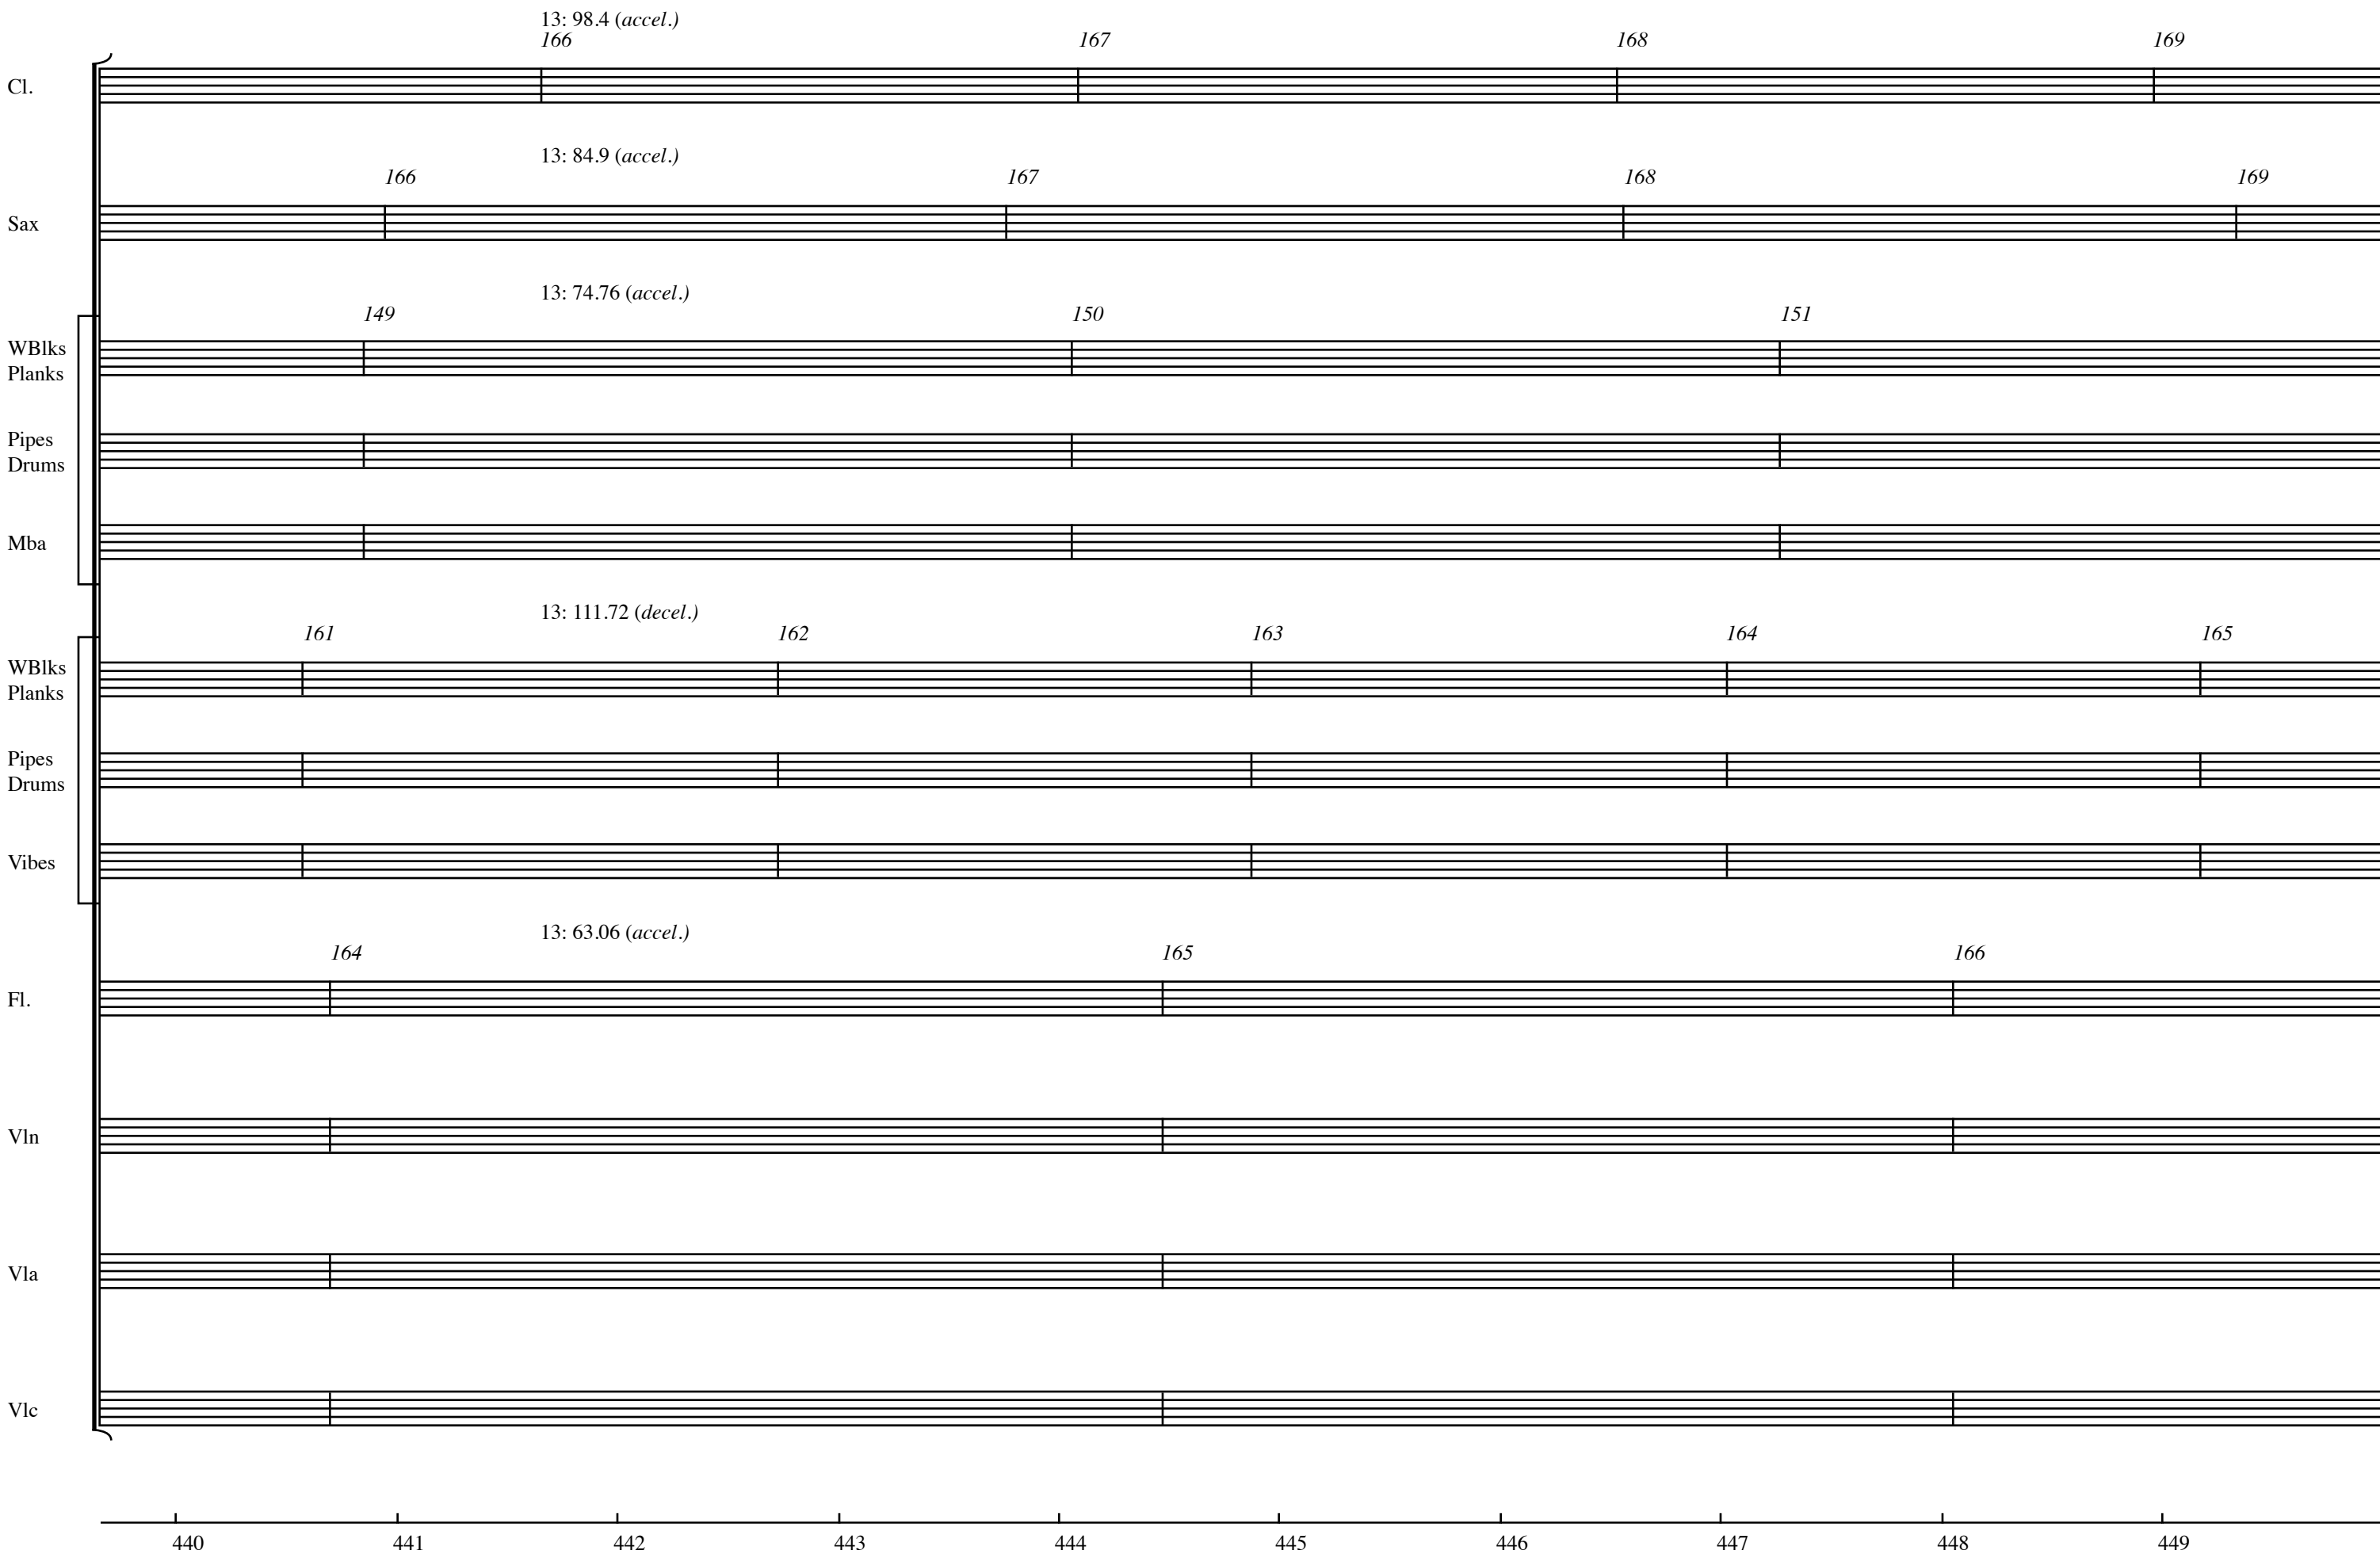 13: 98.4 (accel.)
166 167 168 169
Cl.
13: 84.9 (accel.)
166 167 168 169
Sax
13: 74.76 (accel.)
149 150 151
WBlks
Planks
Pipes
Drums
Mba
13: 111.72 (decel.)
161 162 163 164 165
WBlks
Planks
Pipes
Drums
Vibes
13: 63.06 (accel.)
164 165 166
Fl.
Vln
Vla
Vlc
440 441 442 443 444 445 446 447 448 449